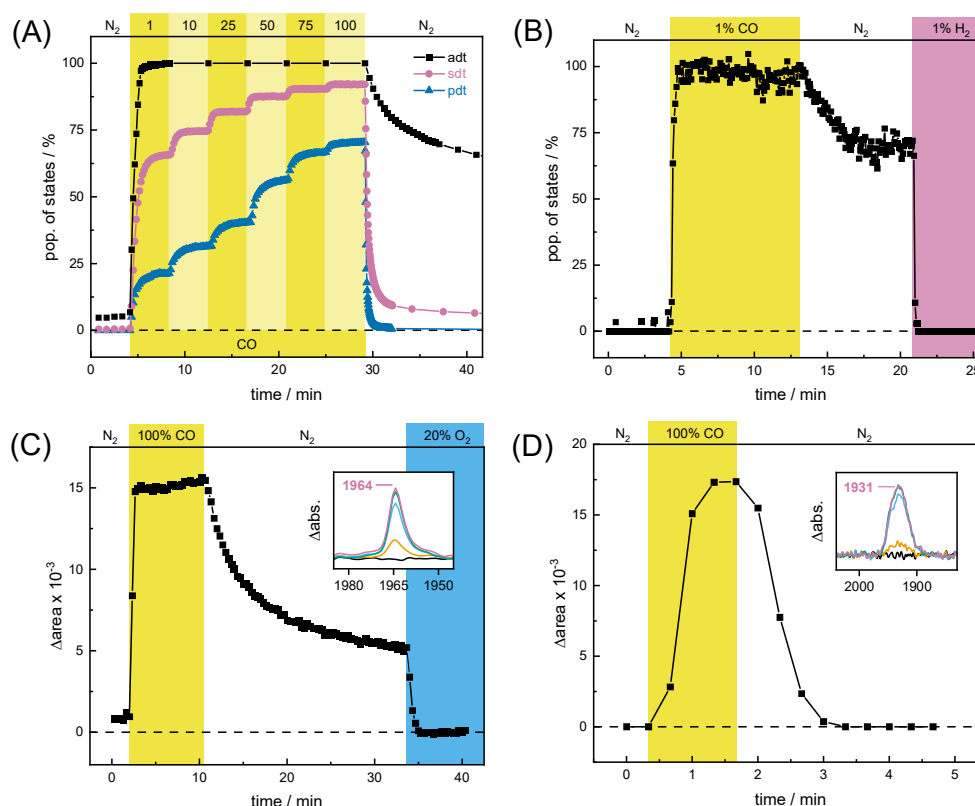 (A)
N₂ 1 10 25 50 75 100 N₂
adt
sdt
pdt
100
75
50
25
0
pop. of states / %
CO
0 10 20 30 40
time / min
(B)
N₂ 1% CO N₂ 1% H₂
100
75
50
25
0
pop. of states / %
0 5 10 15 20 25
time / min
(C)
N₂ 100% CO N₂ 20% O₂
15
10
5
0
Δarea x 10⁻³
1964
Δabs.
1980 1965 1950
0 10 20 30 40
time / min
(D)
N₂ 100% CO N₂
20
15
10
5
0
Δarea x 10⁻³
1931
Δabs.
2000 1900
0 1 2 3 4 5
time / min